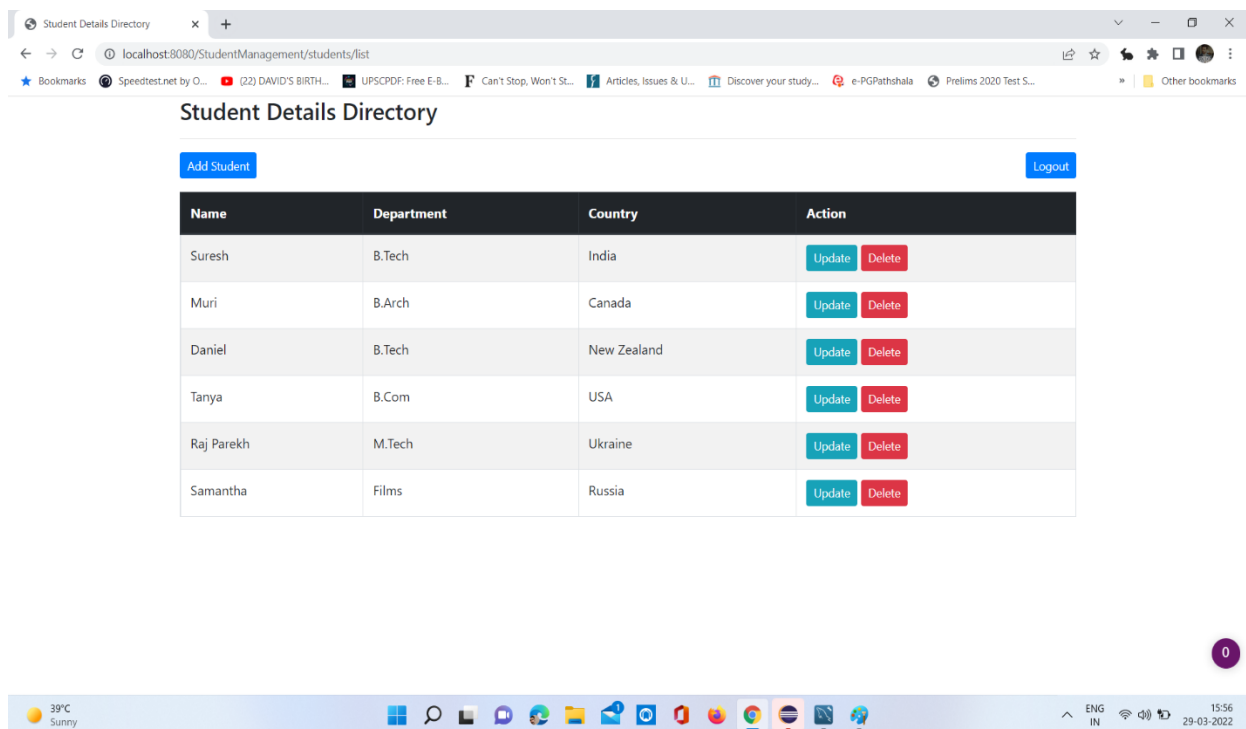 Student Details Directory
localhost:8080/StudentManagement/students/list
Bookmarks Speedtest.net by O... (22) DAVID'S BIRTH... UPSCPDF: Free E-B... F Can't Stop, Won't St... Articles, Issues & U... Discover your study... e-PGPathshala Prelims 2020 Test S... » Other bookmarks
Student Details Directory
Add Student Logout
Name Department Country Action
Suresh B.Tech India Update Delete
Muri B.Arch Canada Update Delete
Daniel B.Tech New Zealand Update Delete
Tanya B.Com USA Update Delete
Raj Parekh M.Tech Ukraine Update Delete
Samantha Films Russia Update Delete
0
39°C
Sunny
1
ENG
IN
15:56
29-03-2022